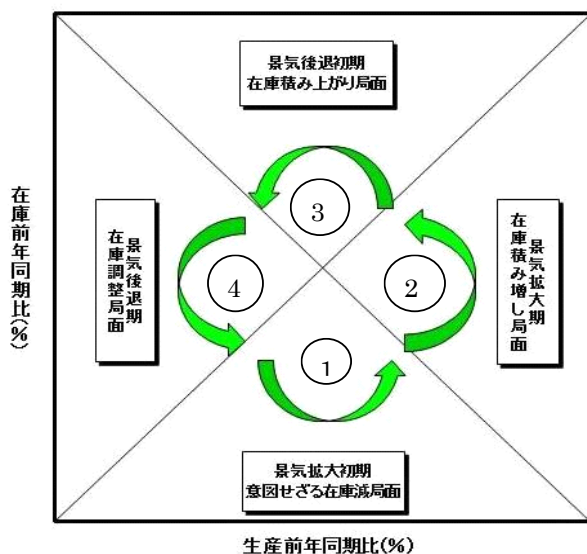 景気後退初期
在庫積み上がり局面
在庫前年同期比(%)
景気後退期
在庫調整局面
③
④
②
①
景気拡大期
在庫積み増し局面
景気拡大初期
意図せざる在庫減局面
生産前年同期比(%)